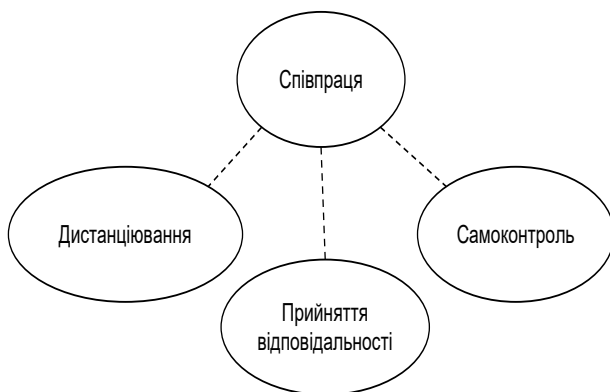 Співпраця
Дистанціювання
Самоконтроль
Прийняття
відповідальності